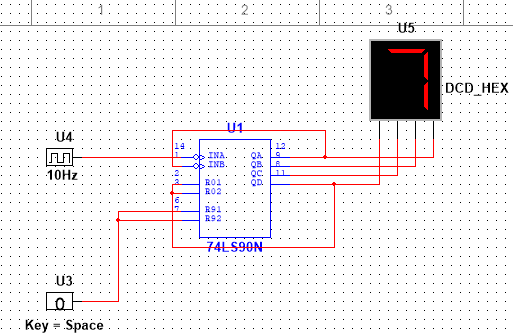 1 2 3
U5
DCD_HEX
U4
10Hz
U1
14 INA QA 12
1 INB QB 9
QC 8
2 R01 QD 11
3 R02
6 R91
7 R92
74LS90N
U3
0
Key = Space
7